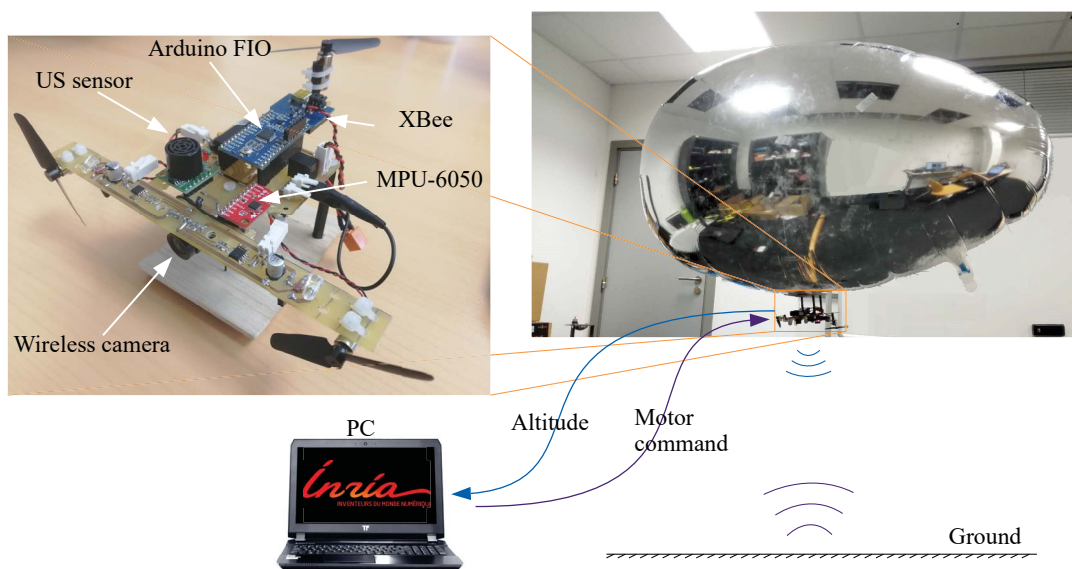 Arduino FIO
US sensor
XBee
MPU-6050
Wireless camera
Altitude
Motor
command
PC
Inria
INVENTEURS DU MONDE NUMÉRIQUE
Ground